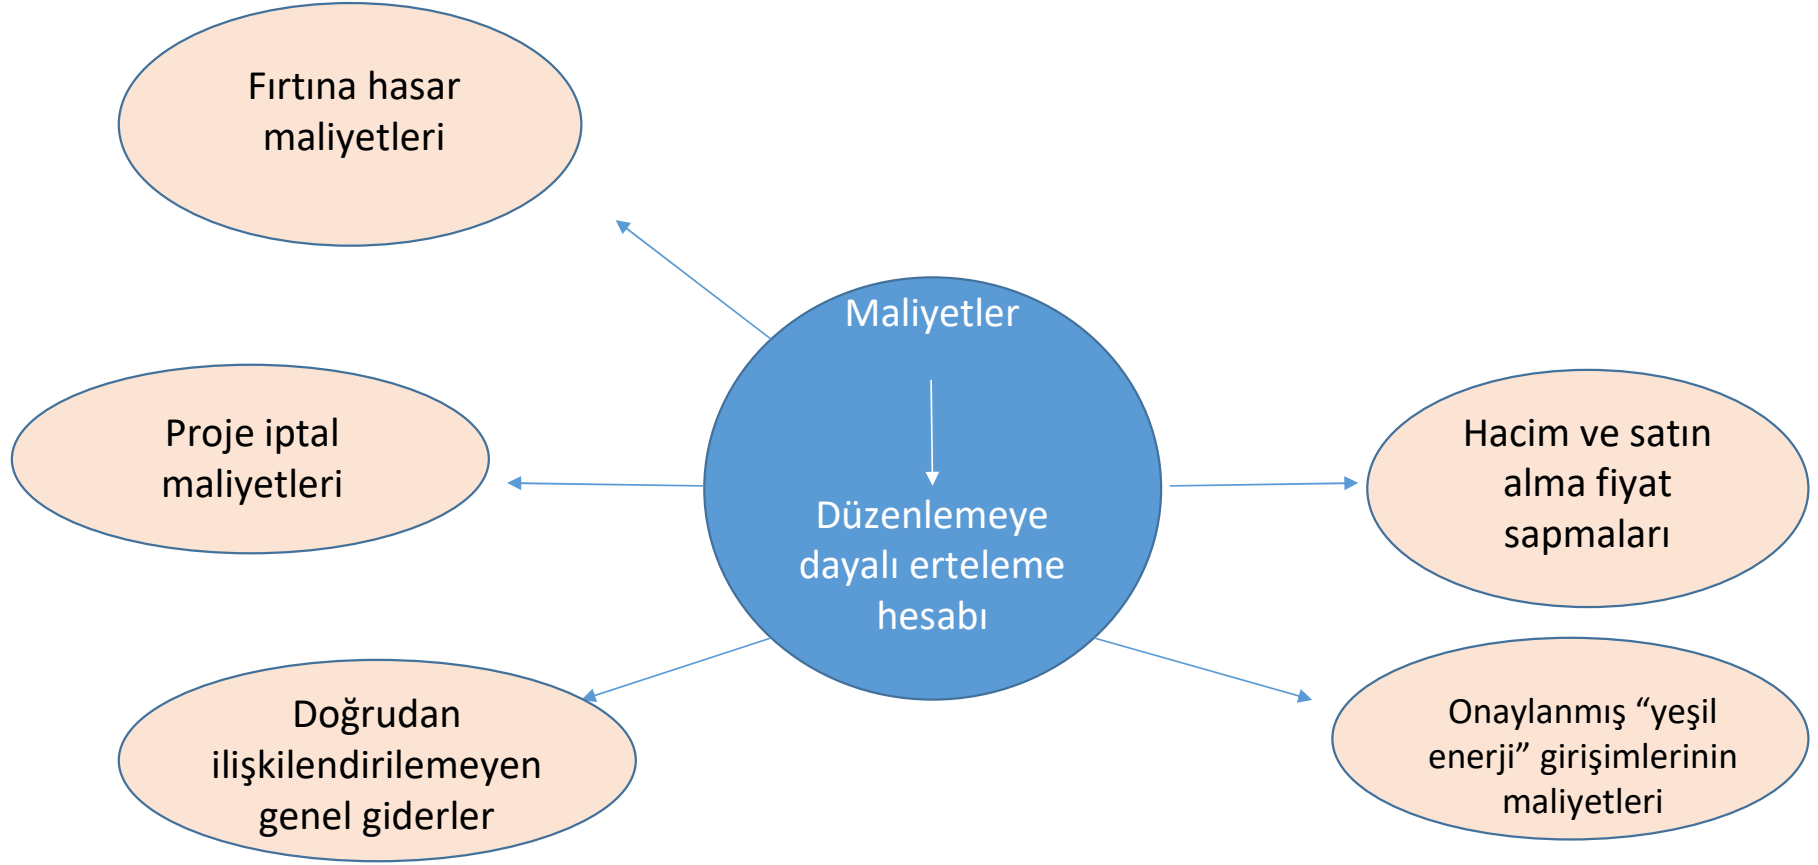 Fırtına hasar
maliyetleri
Maliyetler
Düzenlemeye
dayalı erteleme
hesabı
Proje iptal
maliyetleri
Hacim ve satın
alma fiyat
sapmaları
Doğrudan
ilişkilendirilemeyen
genel giderler
Onaylanmış “yeşil
enerji” girişimlerinin
maliyetleri